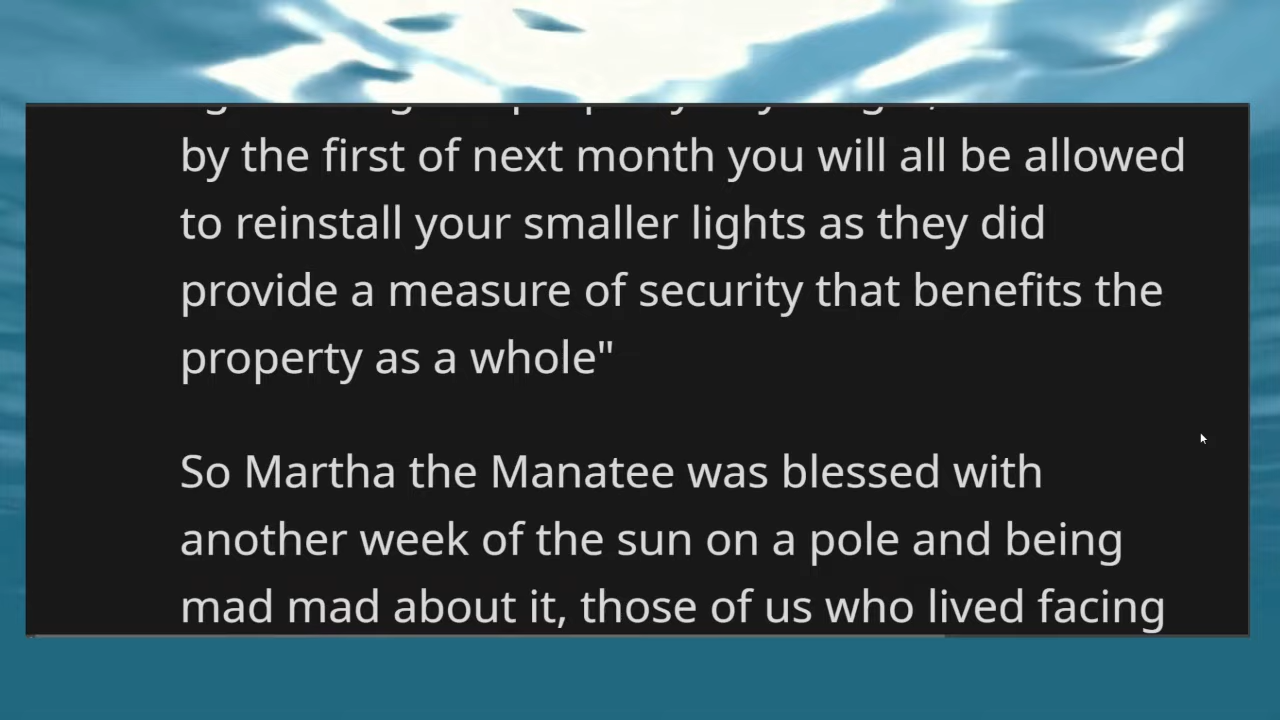 by the first of next month you will all be allowed
to reinstall your smaller lights as they did
provide a measure of security that benefits the
property as a whole"
So Martha the Manatee was blessed with
another week of the sun on a pole and being
mad mad about it, those of us who lived facing